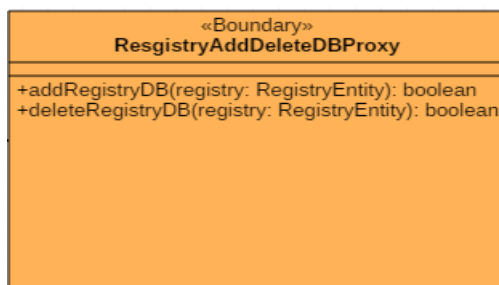 «Boundary»
ResgistryAddDeleteDBProxy
+addRegistryDB(registry: RegistryEntity): boolean
+deleteRegistryDB(registry: RegistryEntity): boolean